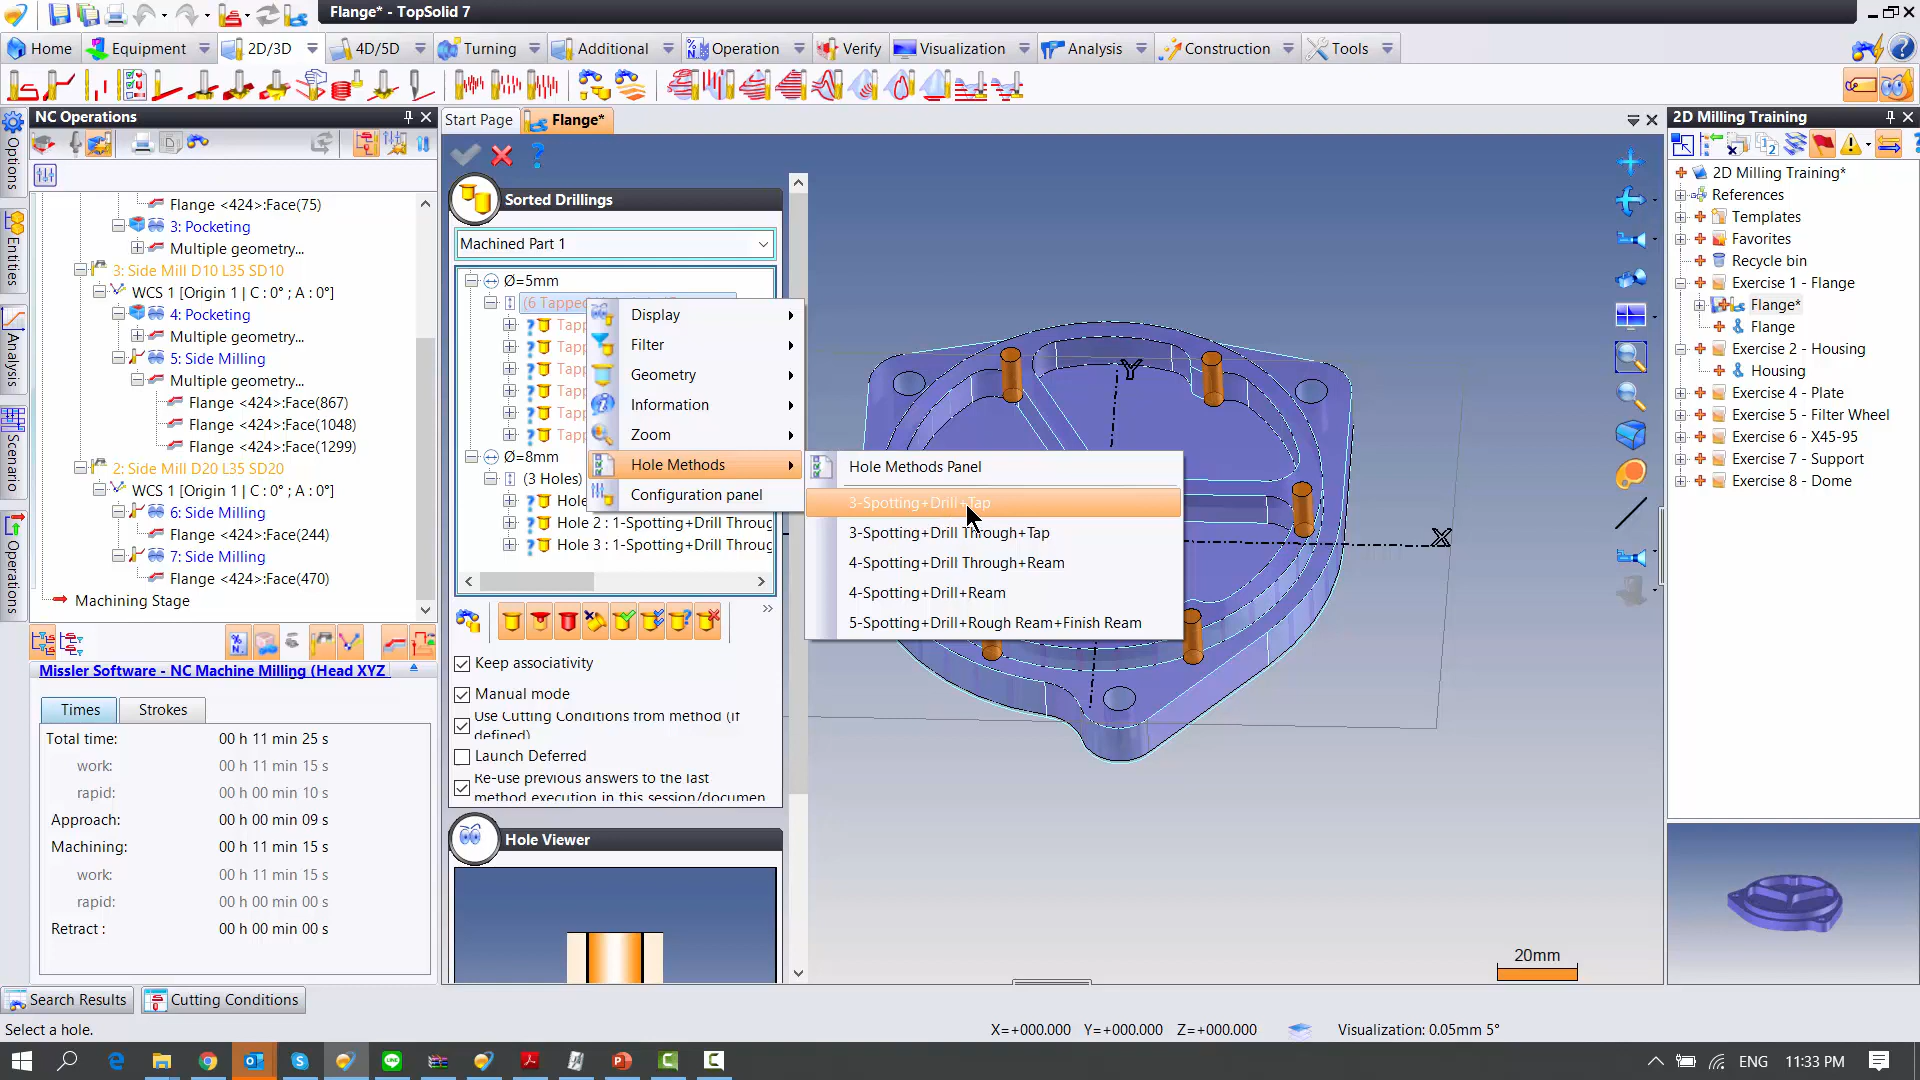 Flange* - TopSolid 7
Home
Equipment
2D/3D
4D/5D
Turning
Additional
Operation
Verify
Visualization
Analysis
Construction
Tools
NC Operations
Start Page
Flange*
2D Milling Training
Options
Entities
Analysis
Scenario
Operations
Flange <424>:Face(75)
3: Pocketing
Multiple geometry...
3: Side Mill D10 L35 SD10
WCS 1 [Origin 1 | C : 0° ; A : 0°]
4: Pocketing
Multiple geometry...
5: Side Milling
Multiple geometry...
Flange <424>:Face(867)
Flange <424>:Face(1048)
Flange <424>:Face(1299)
2: Side Mill D20 L35 SD20
WCS 1 [Origin 1 | C : 0° ; A : 0°]
6: Side Milling
Flange <424>:Face(244)
7: Side Milling
Flange <424>:Face(470)
Machining Stage
Missler Software - NC Machine Milling (Head XYZ
Times
Strokes
Total time: 00 h 11 min 25 s
work: 00 h 11 min 15 s
rapid: 00 h 00 min 10 s
Approach: 00 h 00 min 09 s
Machining: 00 h 11 min 15 s
work: 00 h 11 min 15 s
rapid: 00 h 00 min 00 s
Retract : 00 h 00 min 00 s
Sorted Drillings
Machined Part 1
Ø=5mm
(6 Tapped
Tapp
Tapp
Tapp
Tapp
Tapp
Tapp
Ø=8mm
(3 Holes)
Hole
Hole 2 : 1-Spotting+Drill Throug
Hole 3 : 1-Spotting+Drill Throug
Keep associativity
Manual mode
Use Cutting Conditions from method (if
defined)
Launch Deferred
Re-use previous answers to the last
method execution in this session/documen
Hole Viewer
Display
Filter
Geometry
Information
Zoom
Hole Methods
Configuration panel
Hole Methods Panel
3-Spotting+Drill+Tap
3-Spotting+Drill Through+Tap
4-Spotting+Drill Through+Ream
4-Spotting+Drill+Ream
5-Spotting+Drill+Rough Ream+Finish Ream
Y
X
20mm
2D Milling Training*
References
Templates
Favorites
Recycle bin
Exercise 1 - Flange
Flange*
Flange
Exercise 2 - Housing
Housing
Exercise 4 - Plate
Exercise 5 - Filter Wheel
Exercise 6 - X45-95
Exercise 7 - Support
Exercise 8 - Dome
Search Results
Cutting Conditions
Select a hole.
X=+000.000 Y=+000.000 Z=+000.000
Visualization: 0.05mm 5°
ENG
11:33 PM